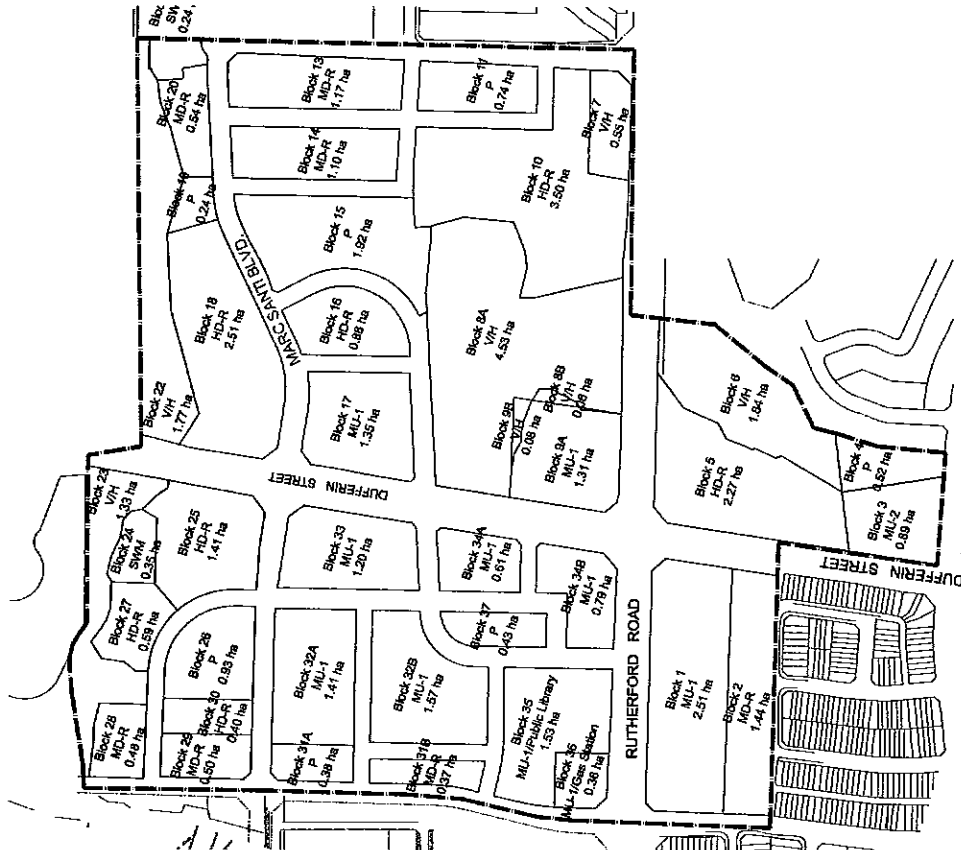 Bloc
SW
0.24
Block 20
MD-R
0.54 ha
Block 13
MD-R
1.17 ha
Block 11
P
0.74 ha
Block 7
V/H
0.55 ha
Block 14
MD-R
1.10 ha
Block 10
HD-R
3.50 ha
P
0.24 ha
Block 15
P
1.92 ha
MARC SANTI BLVD.
Block 18
HD-R
2.51 ha
Block 16
HD-R
0.88 ha
Block 8A
V/H
4.53 ha
Block 22
V/H
1.77 ha
Block 17
MU-1
1.35 ha
Block 8B
V/H
0.08 ha
Block 9B
H/A
0.08 ha
Block 9A
MU-1
1.31 ha
Block 6
V/H
1.84 ha
Block 5
HD-R
2.27 ha
Block 4
P
0.52 ha
Block 3
MU-2
0.89 ha
DUFFERIN STREET
DUFFERIN STREET
Block 23
V/H
1.33 ha
Block 24
SWM
0.35 ha
Block 25
HD-R
1.41 ha
Block 33
MU-1
1.20 ha
Block 34A
MU-1
0.61 ha
Block 34B
MU-1
0.79 ha
Block 27
HD-R
0.59 ha
Block 26
P
0.93 ha
Block 37
P
0.43 ha
Block 32A
MU-1
1.41 ha
Block 32B
MU-1
1.57 ha
Block 35
MU-1/Public Library
1.53 ha
RUTHERFORD ROAD
Block 1
MU-1
2.51 ha
Block 2
MD-R
1.44 ha
Block 28
MD-R
0.48 ha
Block 29
MD-R
0.50 ha
Block 30
HD-R
0.40 ha
Block 31A
P
0.38 ha
Block 31B
MD-R
0.37 ha
Block 36
MU-1/Gas Station
0.36 ha